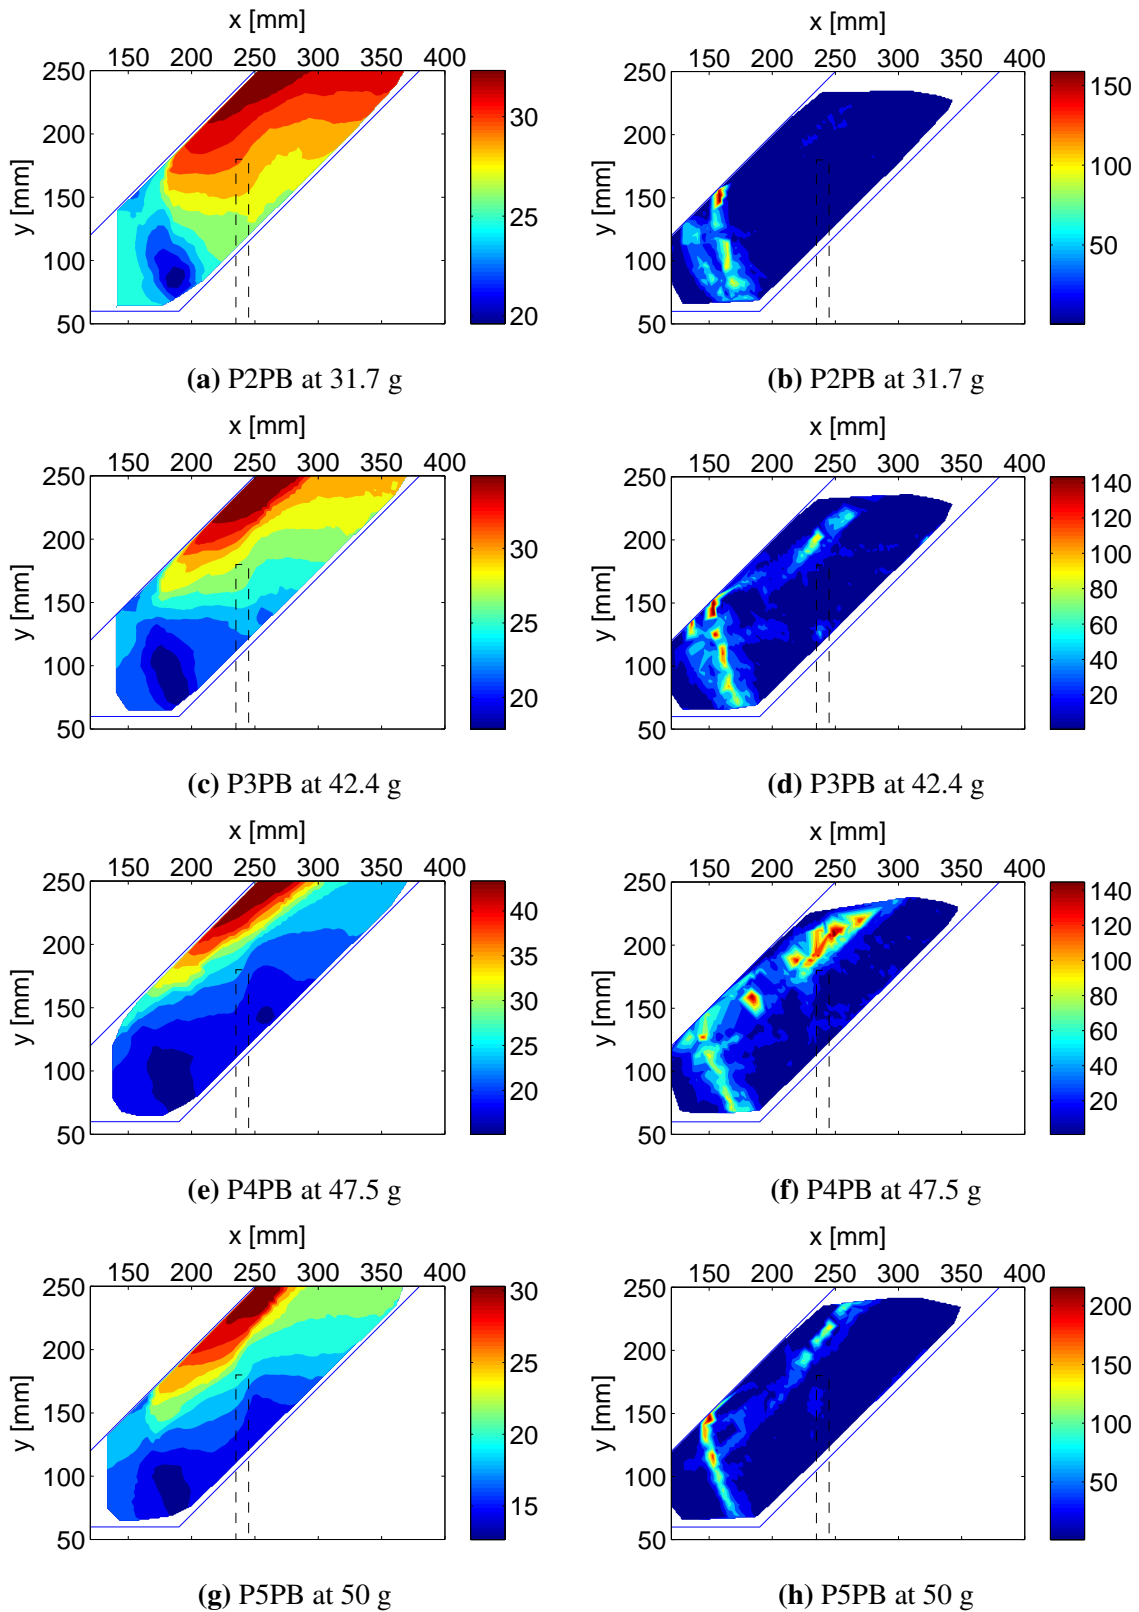 x [mm] x [mm]
150 200 250 300 350 400 150 200 250 300 350 400
y [mm] 250 200 150 100 50 30 25 20 y [mm] 250 200 150 100 50 150 100 50
(a) P2PB at 31.7 g (b) P2PB at 31.7 g
x [mm] x [mm]
150 200 250 300 350 400 150 200 250 300 350 400
y [mm] 250 200 150 100 50 30 25 20 y [mm] 250 200 150 100 50 140 120 100 80 60 40 20
(c) P3PB at 42.4 g (d) P3PB at 42.4 g
x [mm] x [mm]
150 200 250 300 350 400 150 200 250 300 350 400
y [mm] 250 200 150 100 50 40 35 30 25 20 y [mm] 250 200 150 100 50 140 120 100 80 60 40 20
(e) P4PB at 47.5 g (f) P4PB at 47.5 g
x [mm] x [mm]
150 200 250 300 350 400 150 200 250 300 350 400
y [mm] 250 200 150 100 50 30 25 20 15 y [mm] 250 200 150 100 50 200 150 100 50
(g) P5PB at 50 g (h) P5PB at 50 g